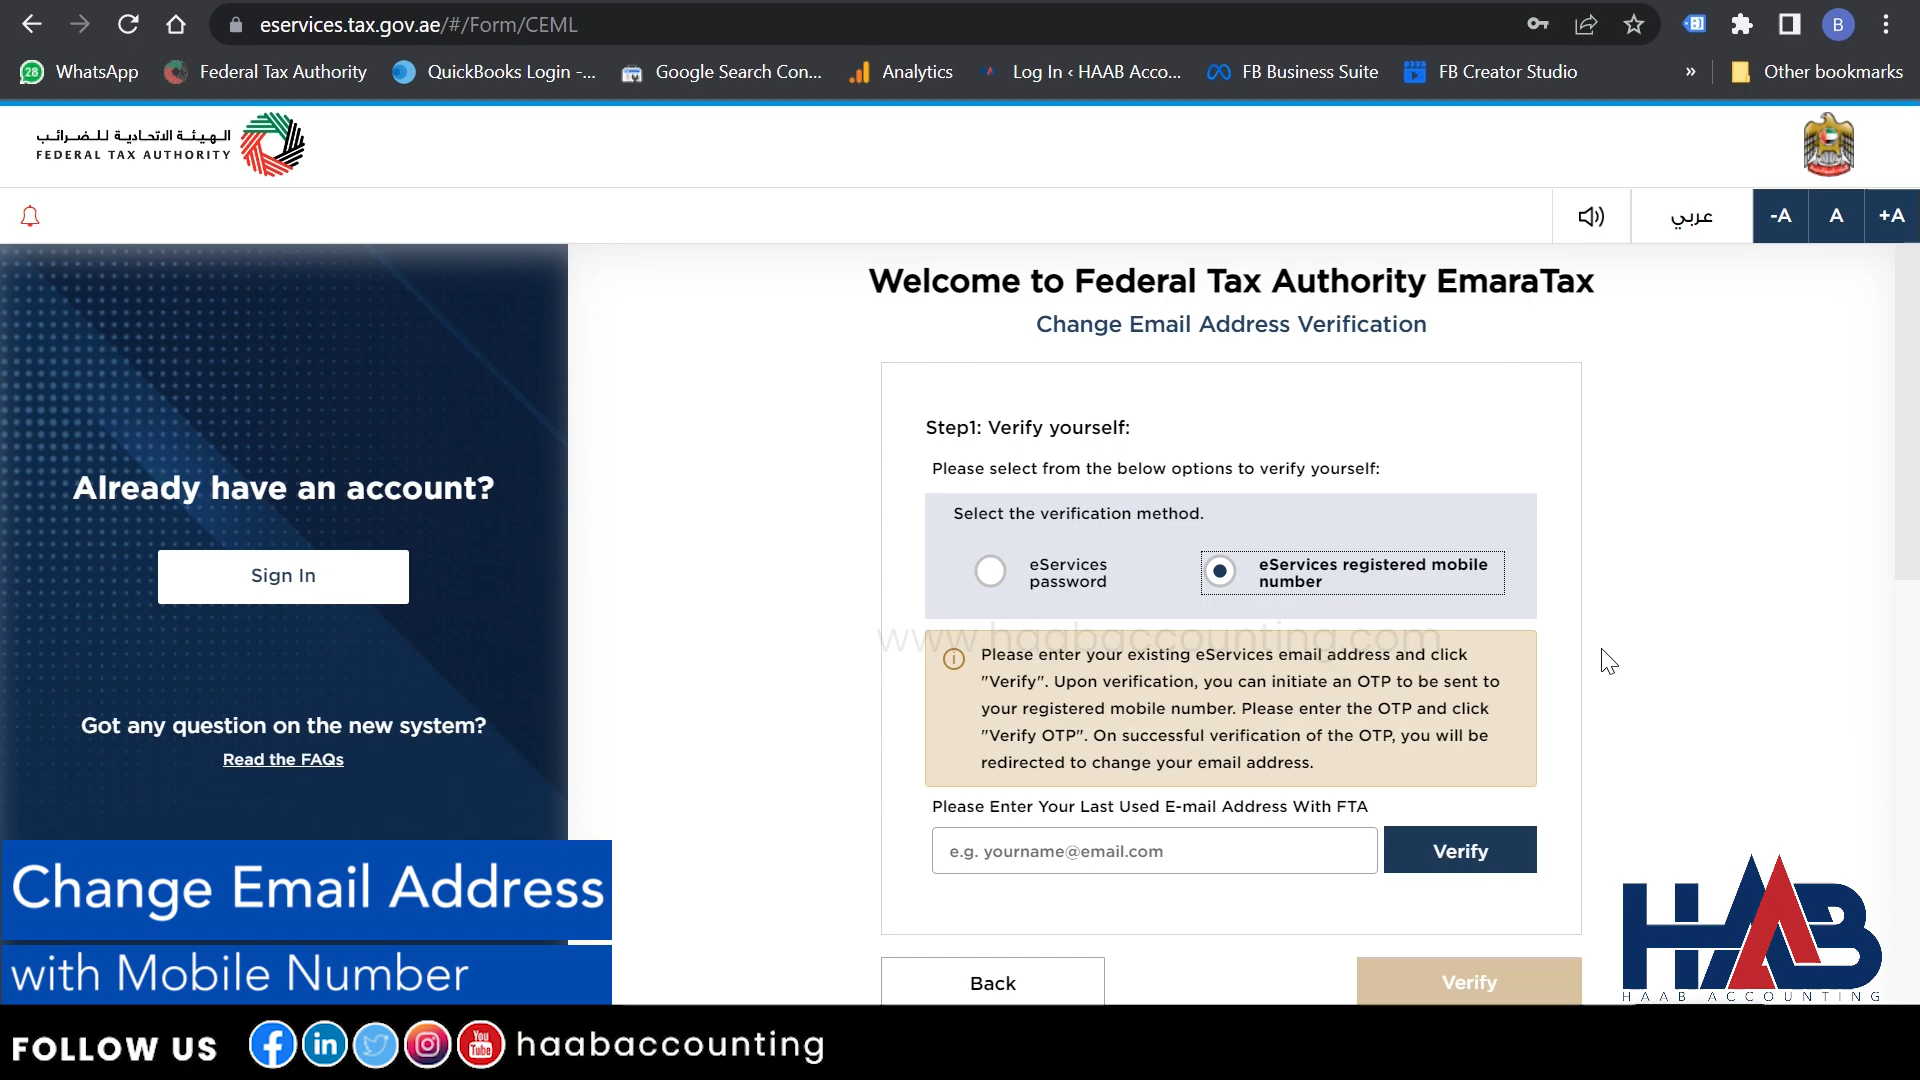 eservices.tax.gov.ae/#/Form/CEML
B
28 WhatsApp
Federal Tax Authority
QuickBooks Login -...
Google Search Con...
Analytics
Log In ‹ HAAB Acco...
FB Business Suite
FB Creator Studio
»
Other bookmarks
الهيئة الاتحادية للضرائب
FEDERAL TAX AUTHORITY
عربي
-A
A
+A
Welcome to Federal Tax Authority EmaraTax
Change Email Address Verification
Already have an account?
Sign In
Got any question on the new system?
Read the FAQs
Step1: Verify yourself:
Please select from the below options to verify yourself:
Select the verification method.
eServices
password
eServices registered mobile
number
www.haabaccounting.com
Please enter your existing eServices email address and click
"Verify". Upon verification, you can initiate an OTP to be sent to
your registered mobile number. Please enter the OTP and click
"Verify OTP". On successful verification of the OTP, you will be
redirected to change your email address.
Please Enter Your Last Used E-mail Address With FTA
e.g. yourname@email.com
Verify
Back
Verify
Change Email Address
with Mobile Number
HAAB
HAAB ACCOUNTING
FOLLOW US
in
You
Tube
haabaccounting